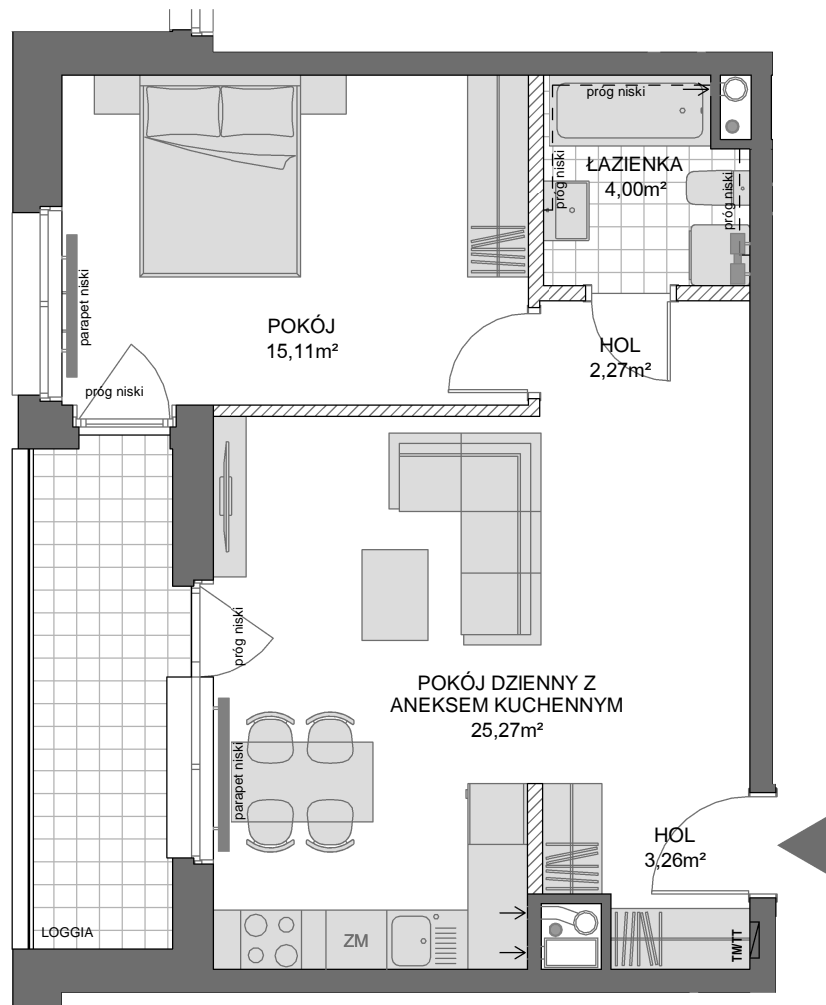 próg niski
ŁAZIENKA
4,00m²
próg niski
próg niski
parapet niski
POKÓJ
15,11m²
HOL
2,27m²
próg niski
próg niski
POKÓJ DZIENNY Z
ANEKSEM KUCHENNYM
25,27m²
parapet niski
HOL
3,26m²
LOGGIA
ZM
TM/TT